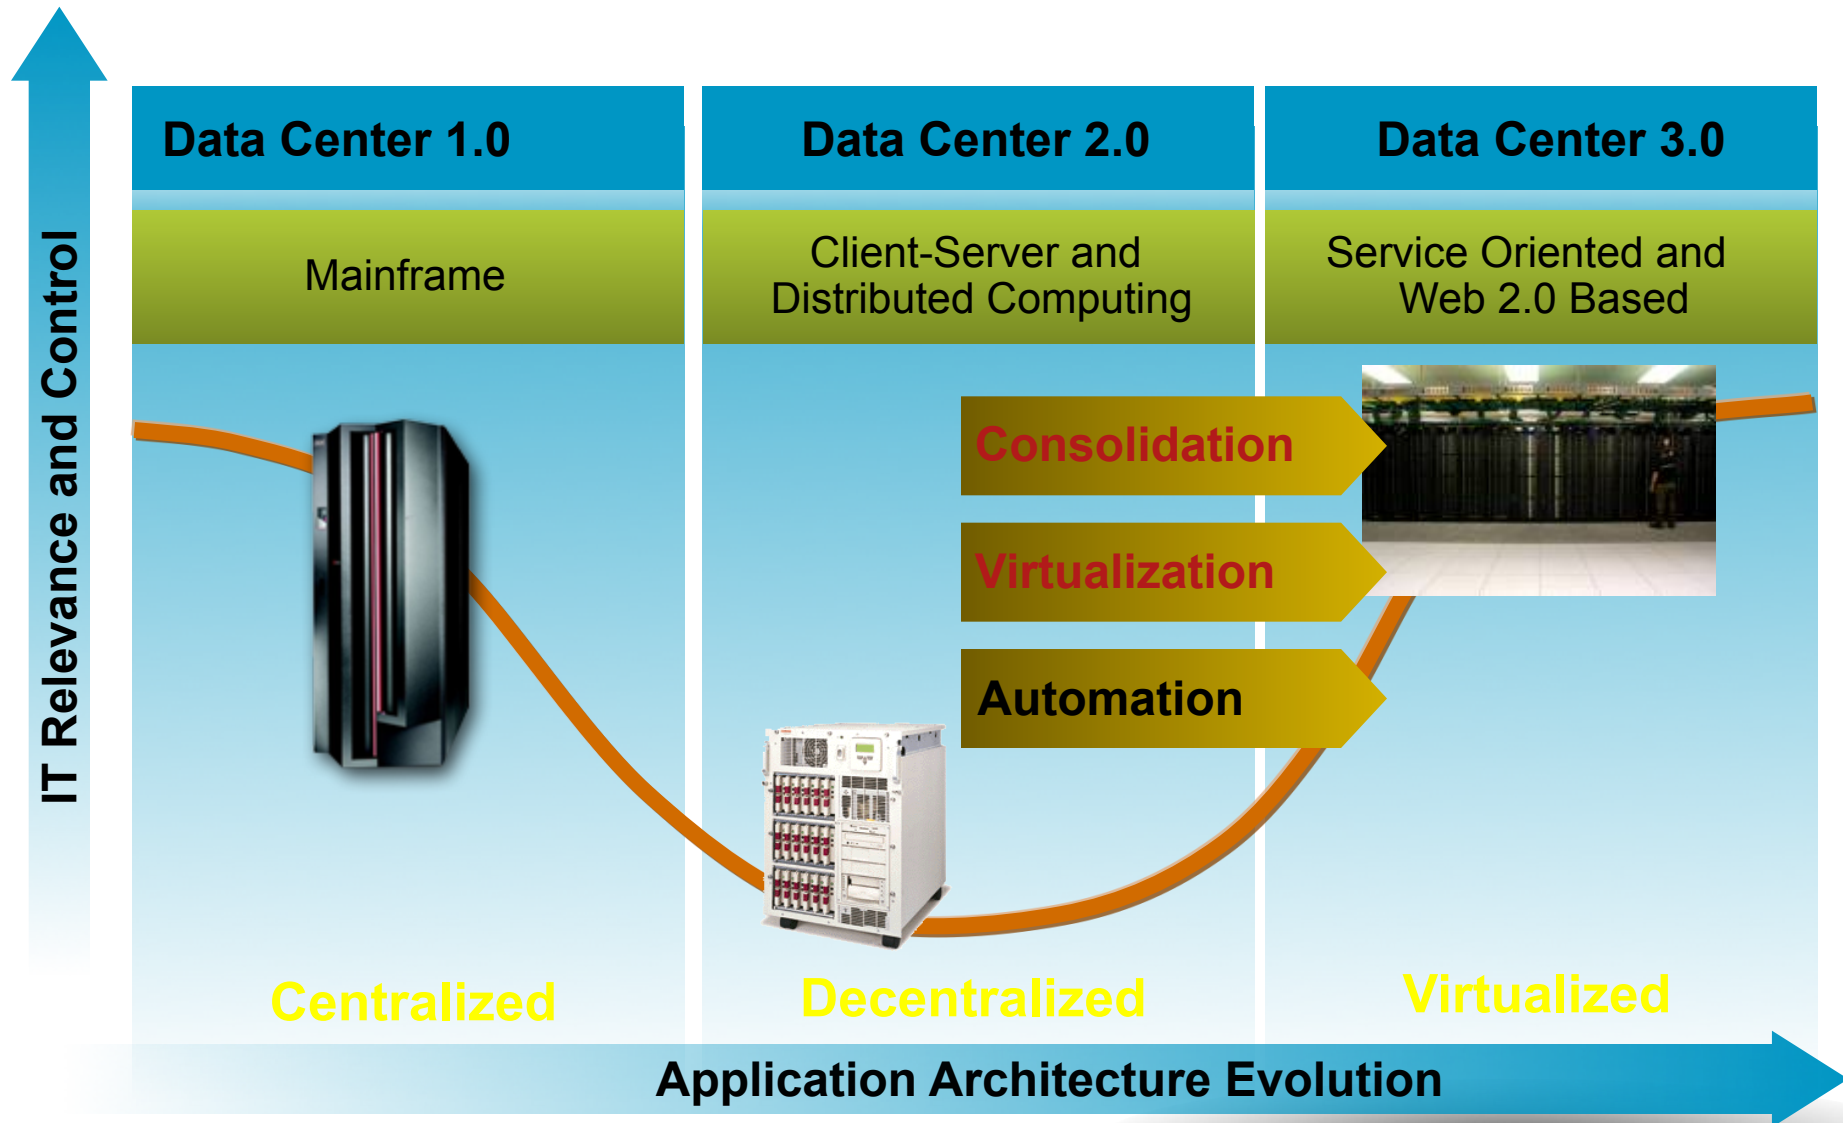 Data Center 1.0
Data Center 2.0
Data Center 3.0
Mainframe
Client-Server and
Distributed Computing
Service Oriented and
Web 2.0 Based
IT Relevance and Control
Consolidation
Virtualization
Automation
Centralized
Decentralized
Virtualized
Application Architecture Evolution